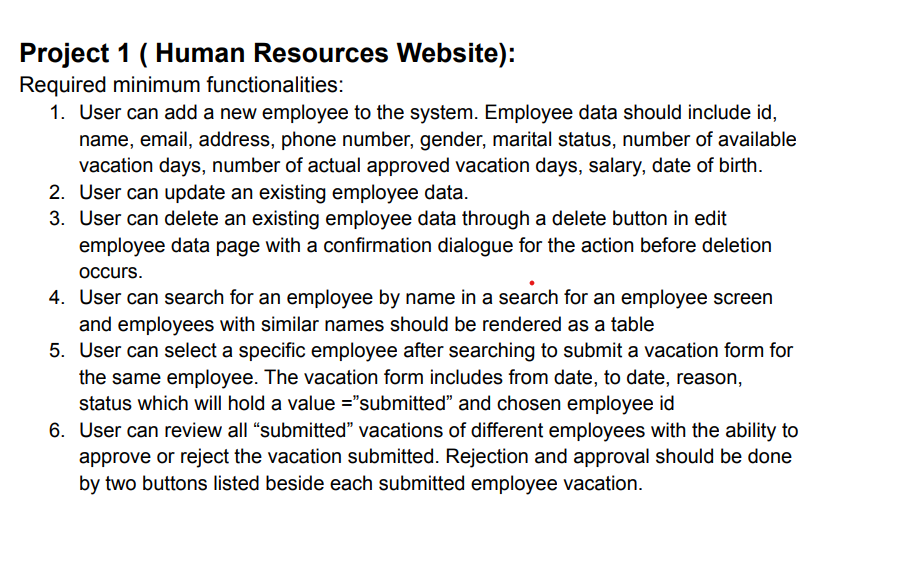 Project 1 ( Human Resources Website):
Required minimum functionalities:
1. User can add a new employee to the system. Employee data should include id,
name, email, address, phone number, gender, marital status, number of available
vacation days, number of actual approved vacation days, salary, date of birth.
2. User can update an existing employee data.
3. User can delete an existing employee data through a delete button in edit
employee data page with a confirmation dialogue for the action before deletion
occurs.
4. User can search for an employee by name in a search for an employee screen
and employees with similar names should be rendered as a table
5. User can select a specific employee after searching to submit a vacation form for
the same employee. The vacation form includes from date, to date, reason,
status which will hold a value =”submitted” and chosen employee id
6. User can review all “submitted” vacations of different employees with the ability to
approve or reject the vacation submitted. Rejection and approval should be done
by two buttons listed beside each submitted employee vacation.